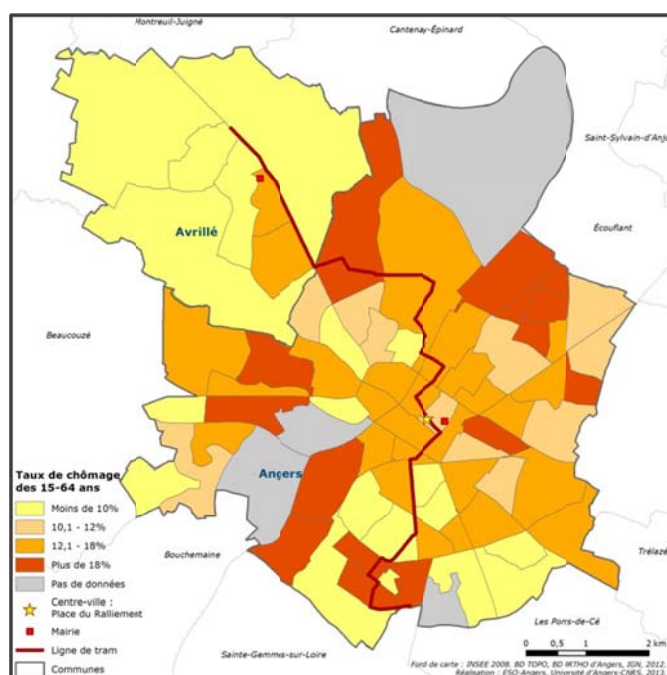 Montreuil-Juigné
Cantenay-Épinard
Saint-Sylvain-d'Anjo
Écouflant
Avrillé
Beaucouzé
Angers
Taux de chômage
des 15-64 ans
Moins de 10%
10,1 - 12%
12,1 - 18%
Plus de 18%
Pas de données
Centre-ville :
Place du Ralliement
Mairie
Ligne de tram
Communes
Bouchemaine
Trélazé
Les Ponts-de-Cé
Sainte-Gemmes-sur-Loire
0 0,5 1 2 km
Fond de carte : INSEE 2008, BD TOPO, BD ORTHO d'Angers, IGN, 2012.
Réalisation : ESO-Angers, Université d'Angers-CNRS, 2013.